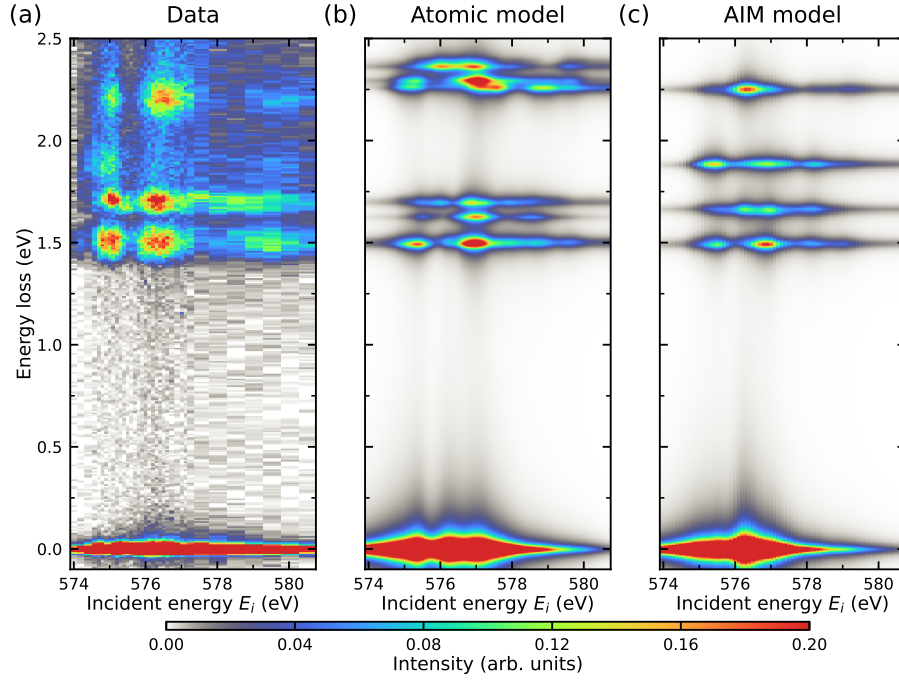 (a) Data (b) Atomic model (c) AIM model
2.5
2.0
1.5
1.0
0.5
0.0
Energy loss (eV)
574 576 578 580 574 576 578 580 574 576 578 580
Incident energy E_i (eV) Incident energy E_i (eV) Incident energy E_i (eV)
0.00 0.04 0.08 0.12 0.16 0.20
Intensity (arb. units)